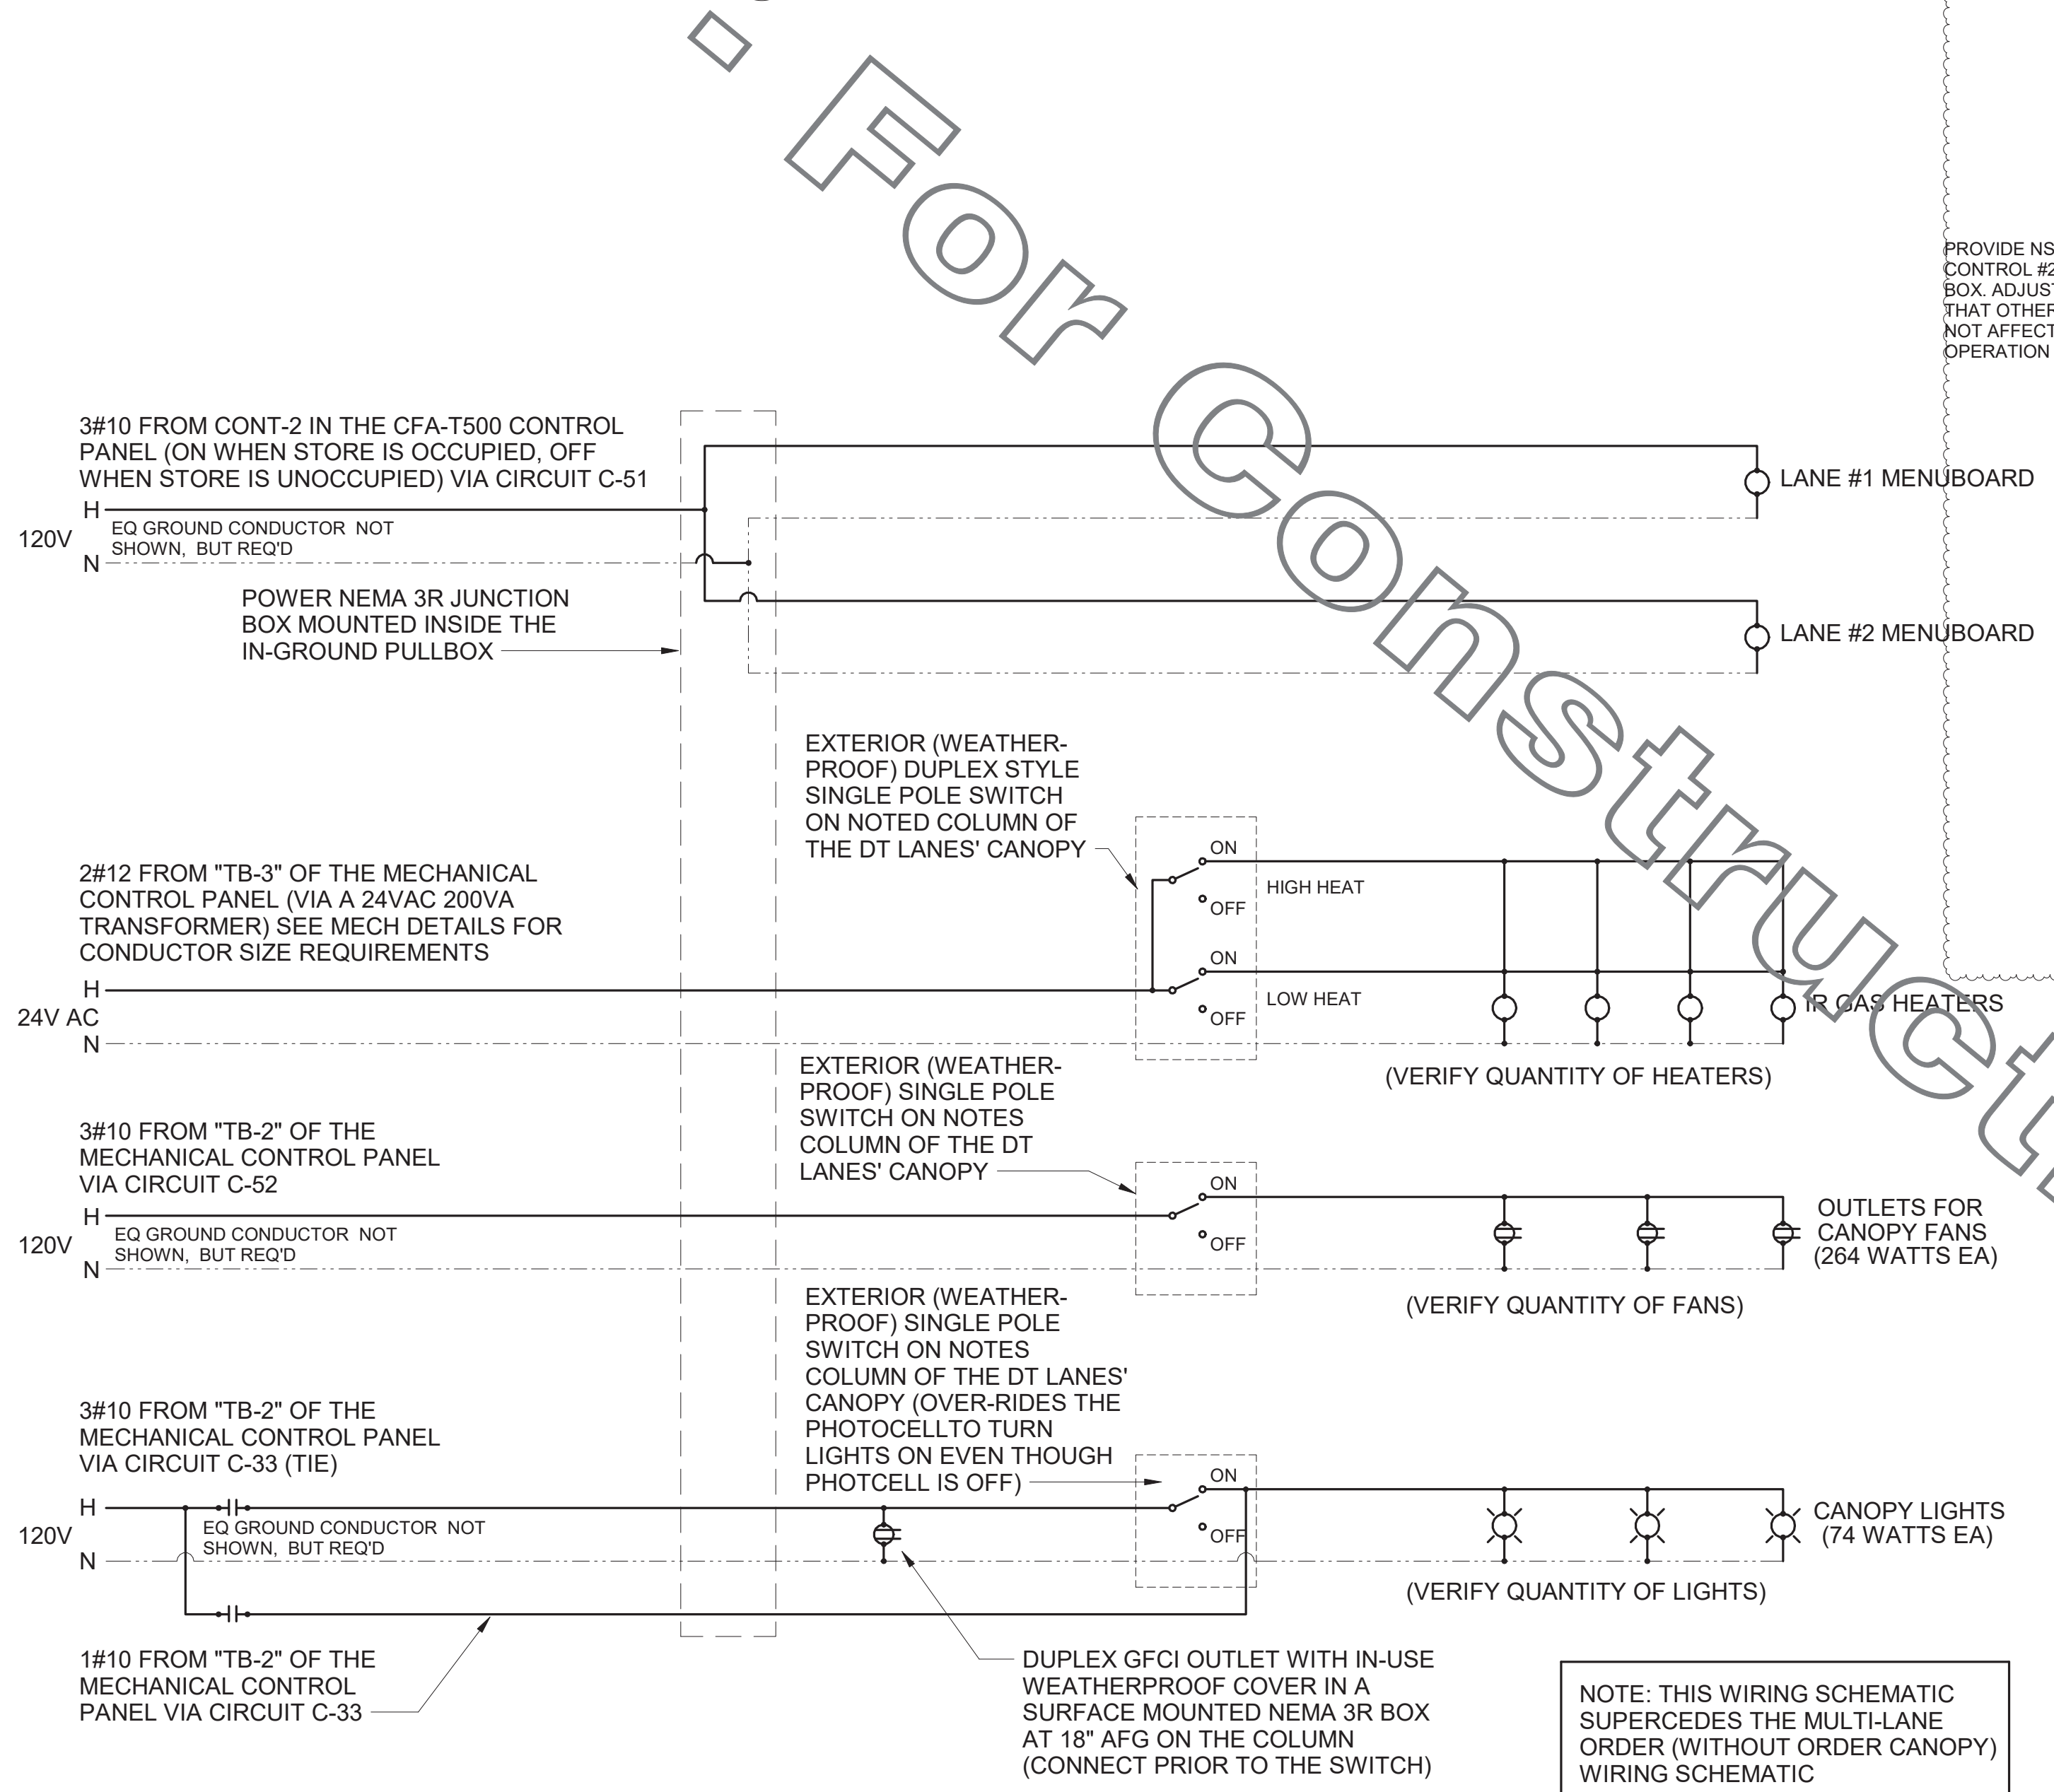 . For Constructi
PROVIDE NS
CONTROL #2
BOX. ADJUST
THAT OTHER
NOT AFFECT
OPERATION
3#10 FROM CONT-2 IN THE CFA-T500 CONTROL
PANEL (ON WHEN STORE IS OCCUPIED, OFF
WHEN STORE IS UNOCCUPIED) VIA CIRCUIT C-51
H
120V
EQ GROUND CONDUCTOR NOT
SHOWN, BUT REQ'D
N
LANE #1 MENUBOARD
POWER NEMA 3R JUNCTION
BOX MOUNTED INSIDE THE
IN-GROUND PULLBOX
LANE #2 MENUBOARD
EXTERIOR (WEATHER-
PROOF) DUPLEX STYLE
SINGLE POLE SWITCH
ON NOTED COLUMN OF
THE DT LANES' CANOPY
2#12 FROM "TB-3" OF THE MECHANICAL
CONTROL PANEL (VIA A 24VAC 200VA
TRANSFORMER) SEE MECH DETAILS FOR
CONDUCTOR SIZE REQUIREMENTS
H
24V AC
N
ON
HIGH HEAT
OFF
ON
LOW HEAT
OFF
IR GAS HEATERS
(VERIFY QUANTITY OF HEATERS)
EXTERIOR (WEATHER-
PROOF) SINGLE POLE
SWITCH ON NOTES
COLUMN OF THE DT
LANES' CANOPY
3#10 FROM "TB-2" OF THE
MECHANICAL CONTROL PANEL
VIA CIRCUIT C-52
H
120V
EQ GROUND CONDUCTOR NOT
SHOWN, BUT REQ'D
N
ON
OFF
OUTLETS FOR
CANOPY FANS
(264 WATTS EA)
(VERIFY QUANTITY OF FANS)
EXTERIOR (WEATHER-
PROOF) SINGLE POLE
SWITCH ON NOTES
COLUMN OF THE DT LANES'
CANOPY (OVER-RIDES THE
PHOTOCELLTO TURN
LIGHTS ON EVEN THOUGH
PHOTCELL IS OFF)
3#10 FROM "TB-2" OF THE
MECHANICAL CONTROL PANEL
VIA CIRCUIT C-33 (TIE)
H
120V
EQ GROUND CONDUCTOR NOT
SHOWN, BUT REQ'D
N
ON
OFF
CANOPY LIGHTS
(74 WATTS EA)
(VERIFY QUANTITY OF LIGHTS)
1#10 FROM "TB-2" OF THE
MECHANICAL CONTROL
PANEL VIA CIRCUIT C-33
DUPLEX GFCI OUTLET WITH IN-USE
WEATHERPROOF COVER IN A
SURFACE MOUNTED NEMA 3R BOX
AT 18" AFG ON THE COLUMN
(CONNECT PRIOR TO THE SWITCH)
NOTE: THIS WIRING SCHEMATIC
SUPERCEDES THE MULTI-LANE
ORDER (WITHOUT ORDER CANOPY)
WIRING SCHEMATIC